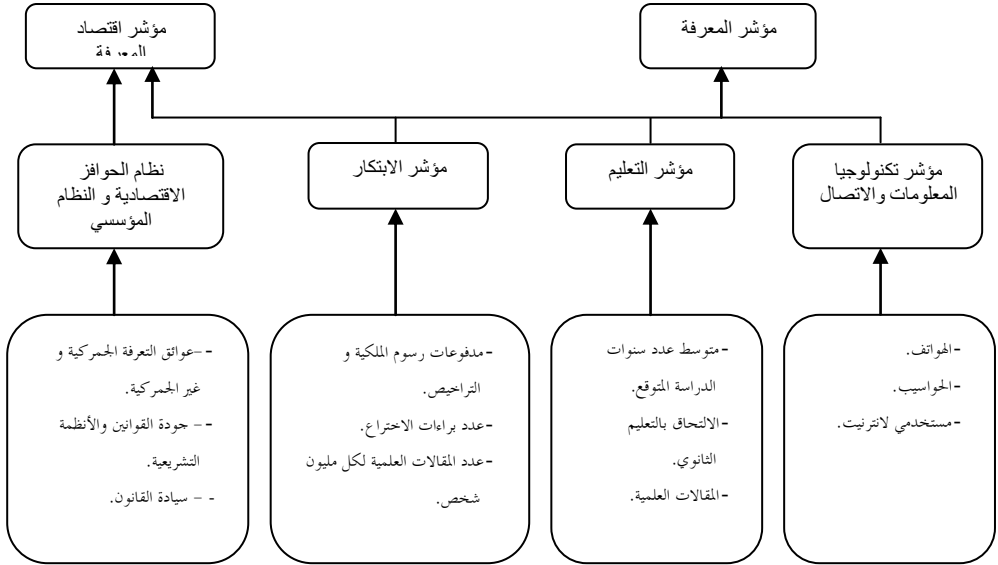 مؤشر المعرفة
مؤشر اقتصاد
المعرفة
مؤشر تكنولوجيا
المعلومات والاتصال
مؤشر التعليم
مؤشر الابتكار
نظام الحوافز
الاقتصادية و النظام
المؤسسي
-الهواتف.
-الحواسيب.
-مستخدمي لانترنيت.
-متوسط عدد سنوات
الدراسة المتوقع.
-الالتحاق بالتعليم
الثانوي.
-المقالات العلمية.
-مدفوعات رسوم الملكية و
التراخيص.
-عدد براءات الاختراع.
-عدد المقالات العلمية لكل مليون
شخص.
- –عوائق التعرفة الجمركية و
غير الجمركية.
- – جودة القوانين والأنظمة
التشريعية.
- – سيادة القانون.